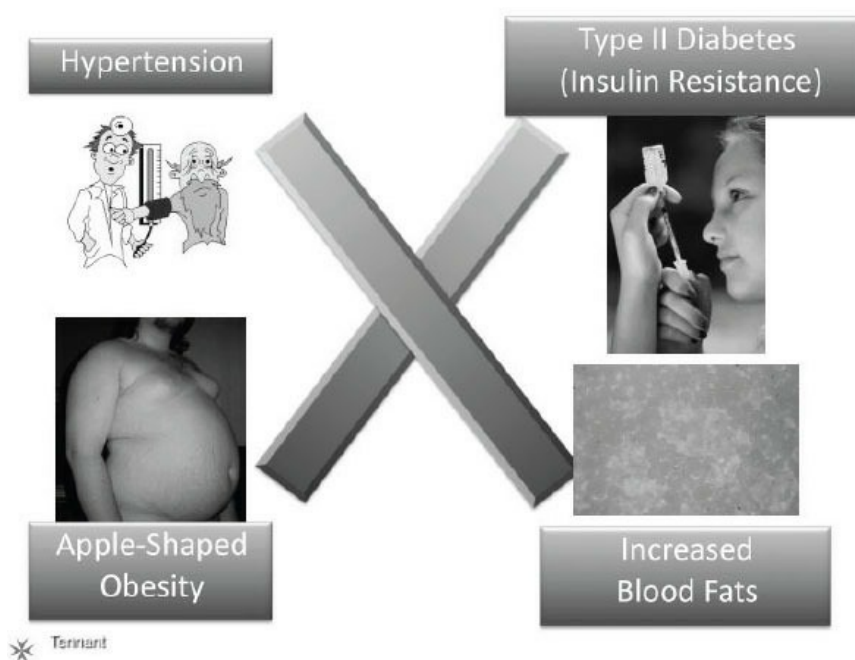 Hypertension
Type II Diabetes
(Insulin Resistance)
Apple-Shaped
Obesity
Increased
Blood Fats
Tennant